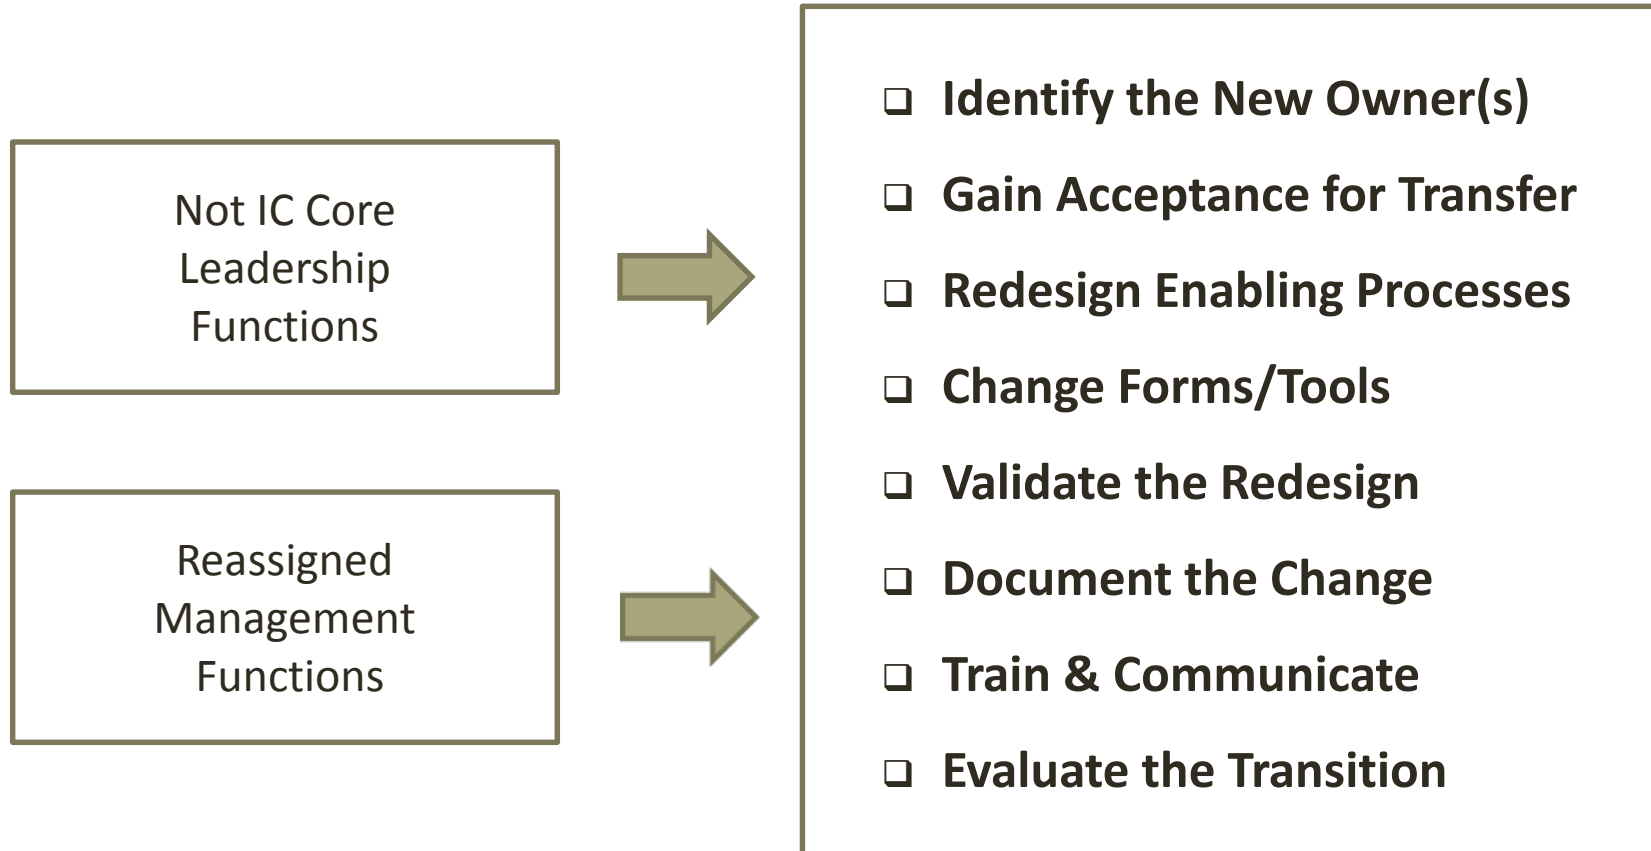 Not IC Core
Leadership
Functions
Reassigned
Management
Functions
Identify the New Owner(s)
Gain Acceptance for Transfer
Redesign Enabling Processes
Change Forms/Tools
Validate the Redesign
Document the Change
Train & Communicate
Evaluate the Transition